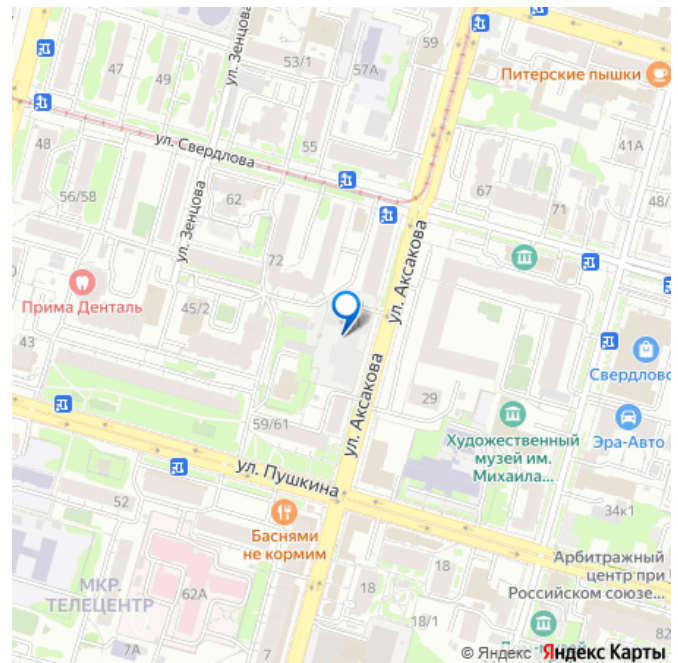 59
ул. Зенцова
53/1
57А
47
49
Питерские пышки
48
ул. Свердлова
55
41А
56/58
62
67
71
48/
ул. Зенцова
72
ул. Аксакова
Прима Денталь
45/2
43
Свердловс
ул. Аксакова
29
59/61
Художественный
музей им.
Михаила...
Эра-Авто
ул. Пушкина
52
34к1
Баснями
не кормим
МКР.
ТЕЛЕЦЕНТР
62А
18
18
Арбитражный
центр при
Российском союзе...
18/1
82
7А
7
© Яндекс Яндекс Карты